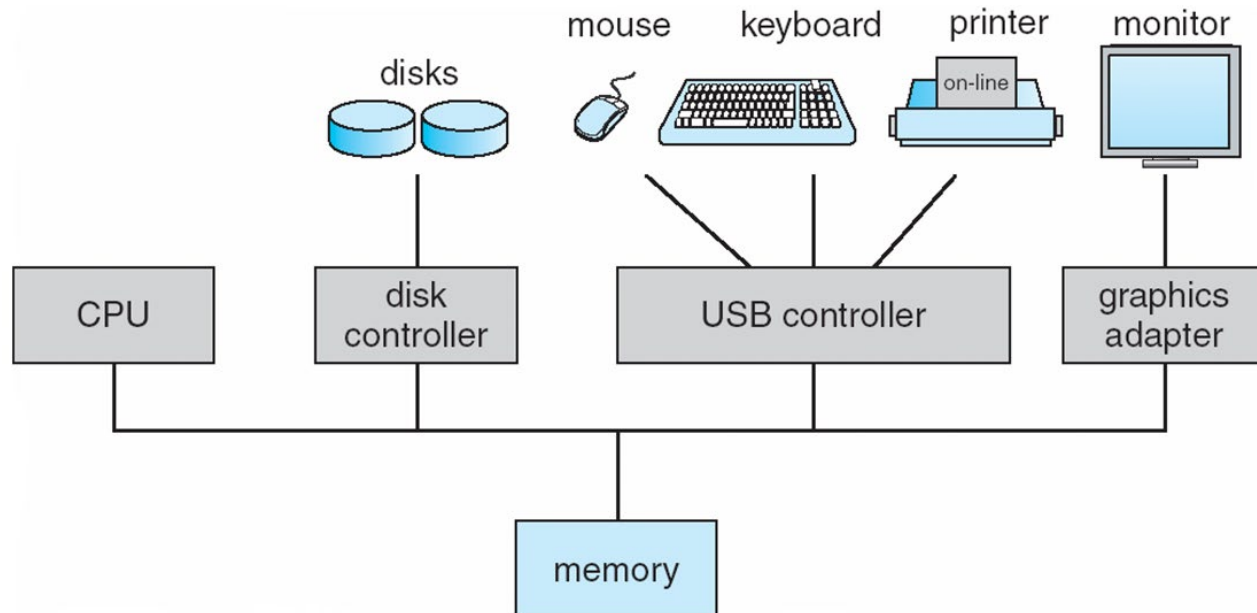 mouse
keyboard
printer
monitor
disks
on-line
CPU
disk
controller
USB controller
graphics
adapter
memory